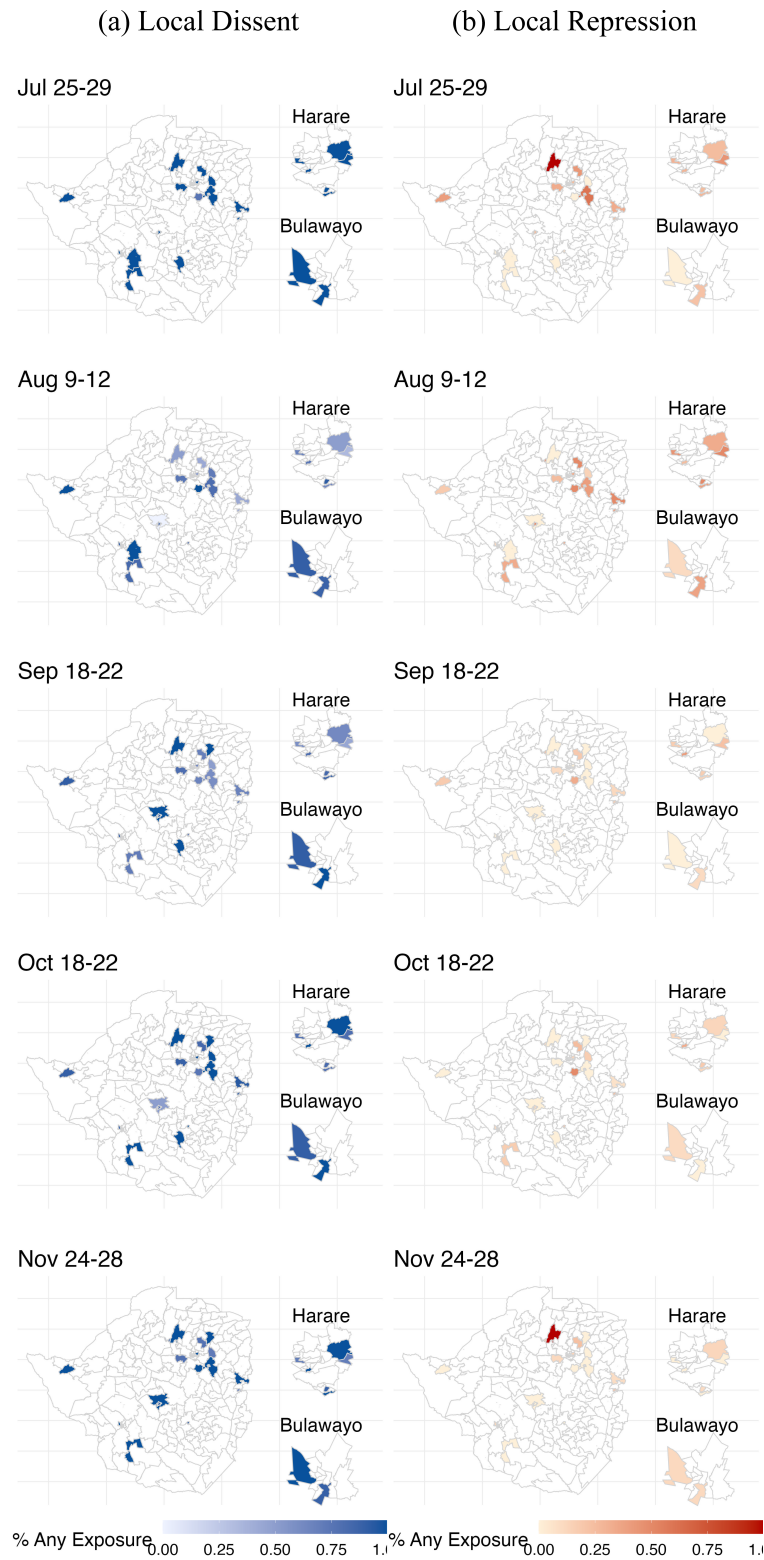 (a) Local Dissent
(b) Local Repression
Jul 25-29
Harare
Bulawayo
Jul 25-29
Harare
Bulawayo
Aug 9-12
Harare
Bulawayo
Aug 9-12
Harare
Bulawayo
Sep 18-22
Harare
Bulawayo
Sep 18-22
Harare
Bulawayo
Oct 18-22
Harare
Bulawayo
Oct 18-22
Harare
Bulawayo
Nov 24-28
Harare
Bulawayo
Nov 24-28
Harare
Bulawayo
% Any Exposure
0.00 0.25 0.50 0.75 1.
% Any Exposure
0.00 0.25 0.50 0.75 1.